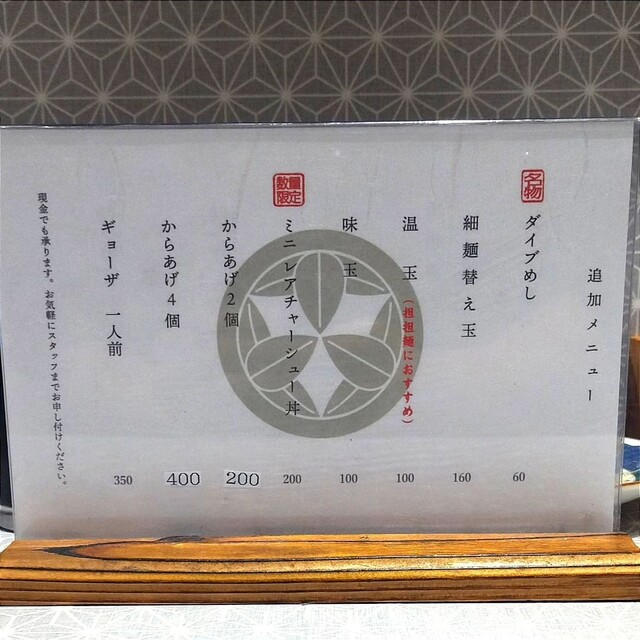 追加メニュー
名物
ダイブめし
60
細麺替え玉
160
温玉
(担担麺におすすめ)
100
味玉
100
数量限定
ミニレアチャーシュー丼
200
からあげ2個
200
からあげ4個
400
ギョーザ 一人前
350
現金でも承ります。お気軽にスタッフまでお申し付けください。